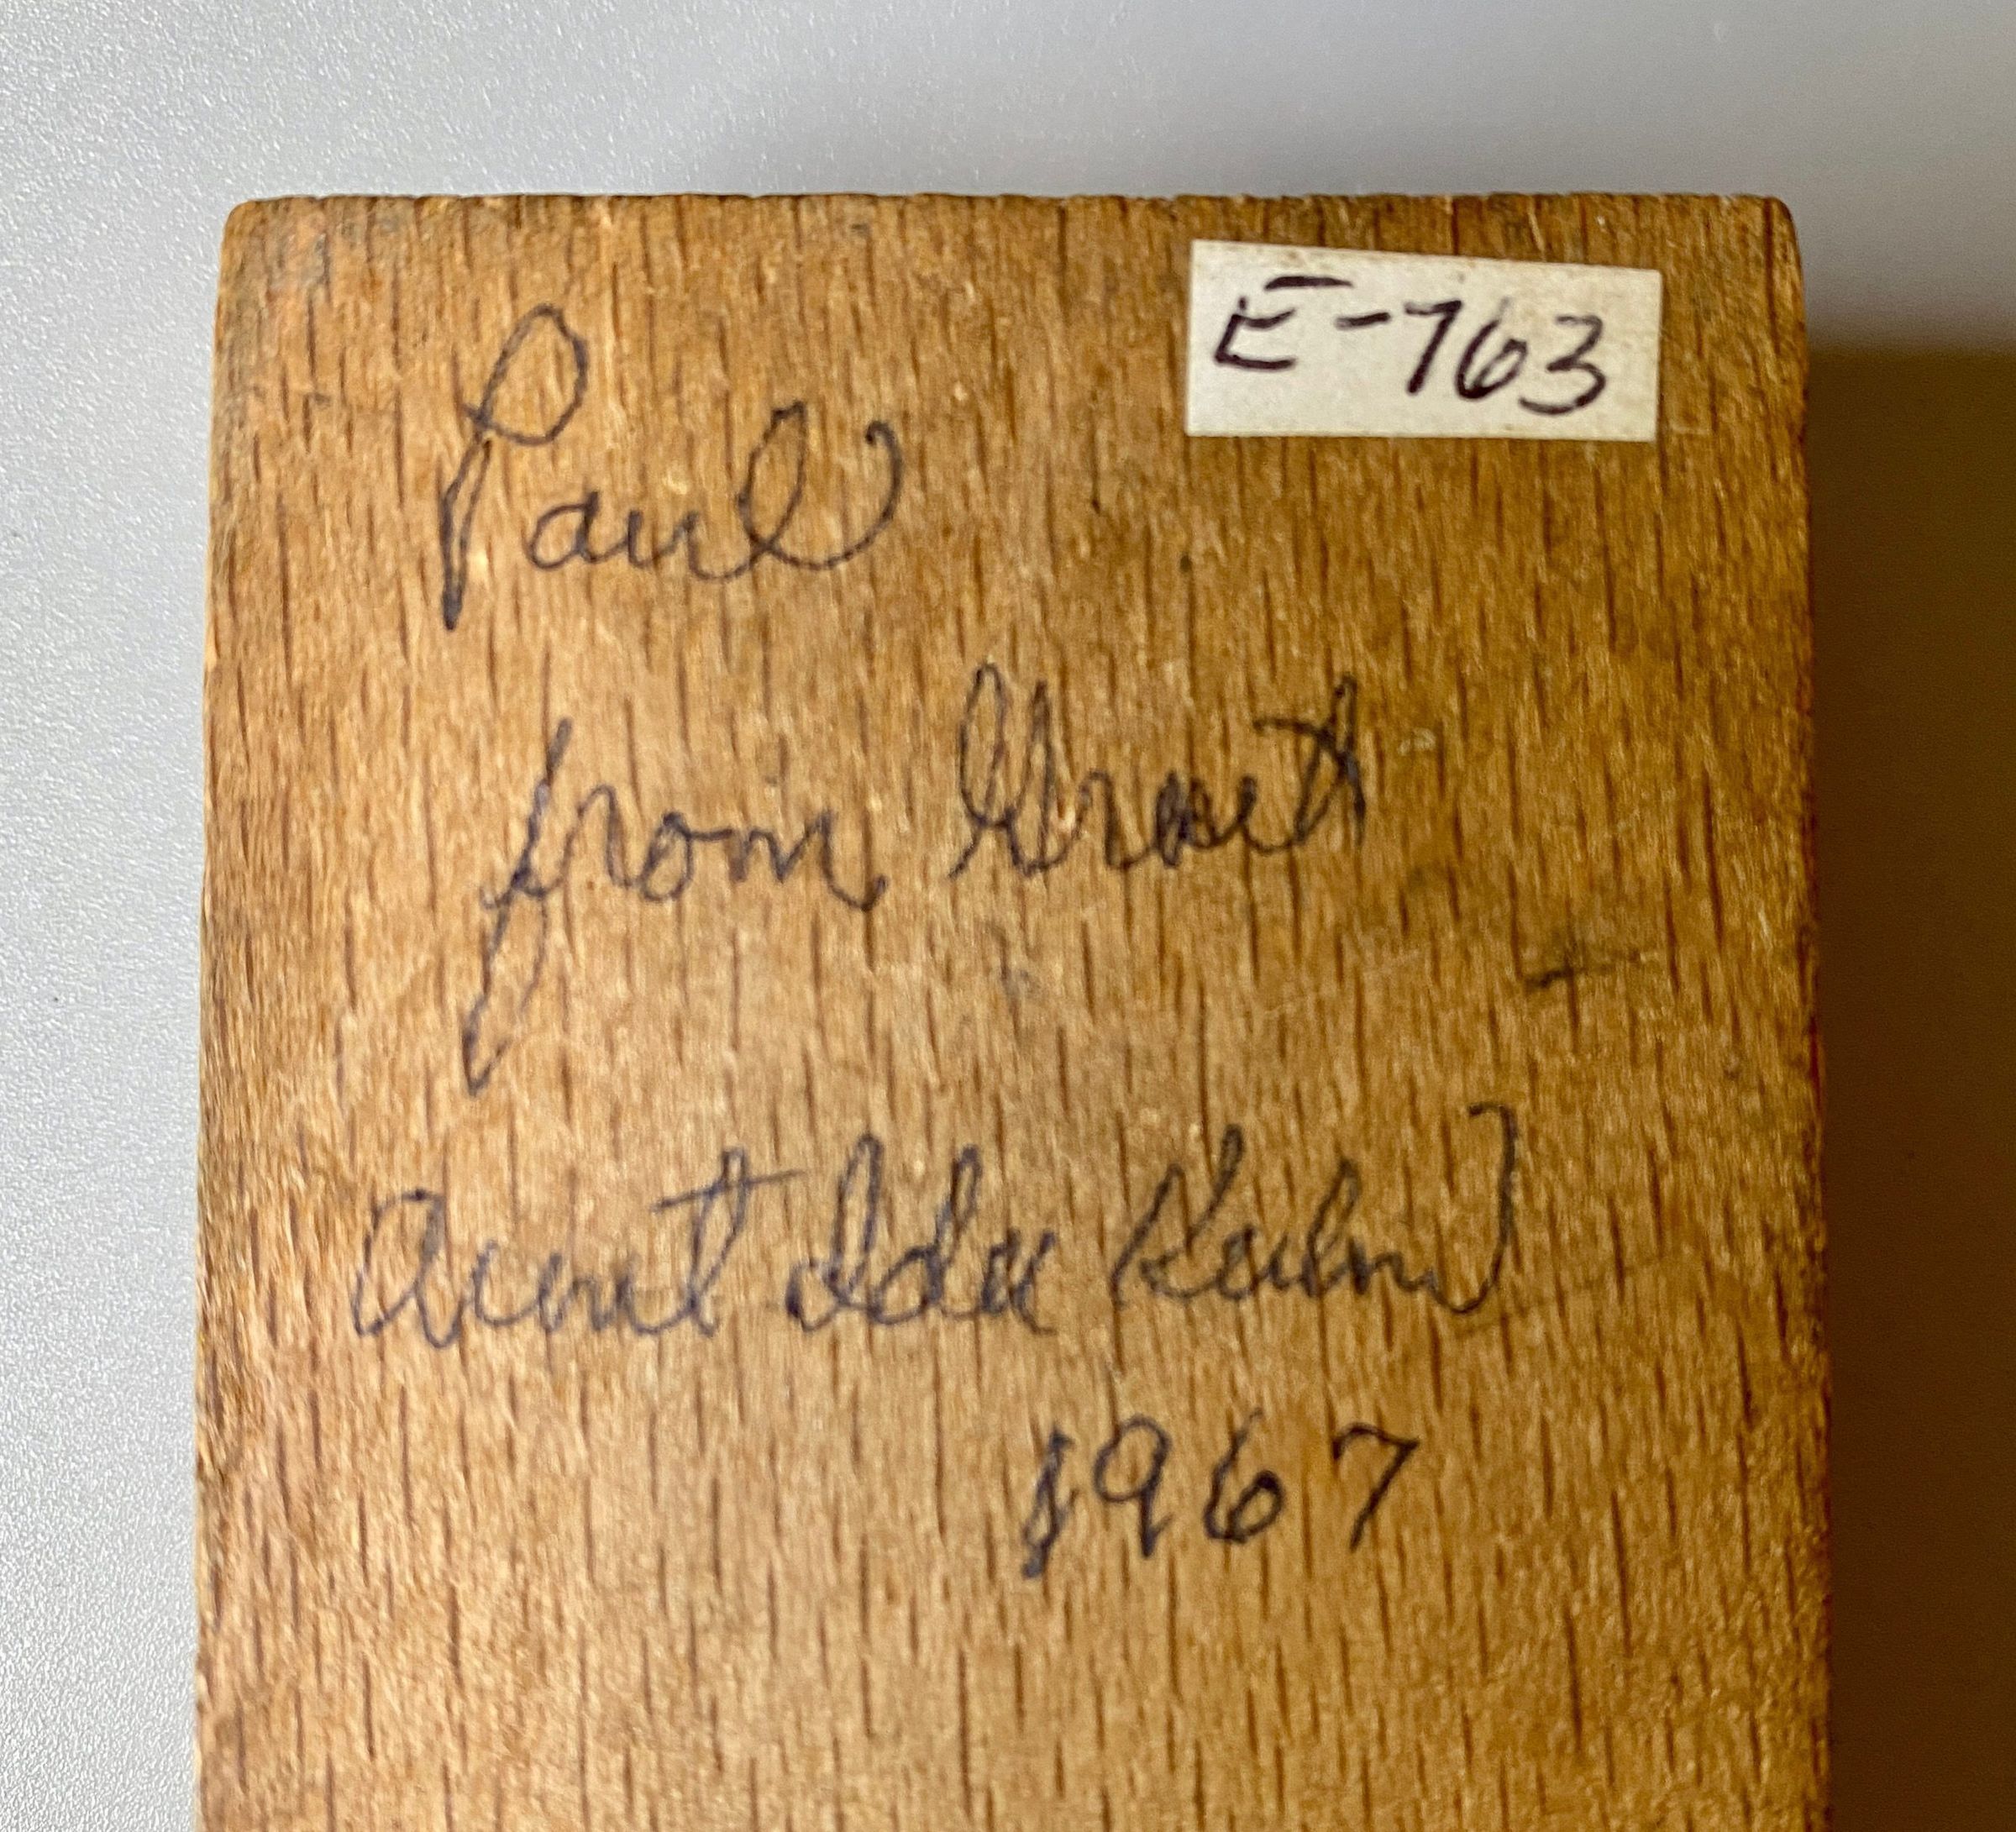 E-763
Paul
from Great
Aunt Ida Kuhn
1967